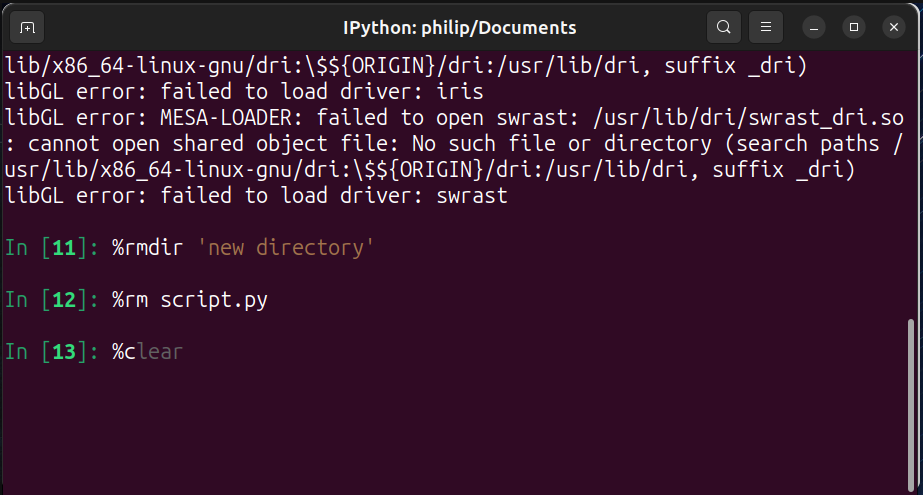 IPython: philip/Documents
lib/x86_64-linux-gnu/dri:\$${ORIGIN}/dri:/usr/lib/dri, suffix _dri)
libGL error: failed to load driver: iris
libGL error: MESA-LOADER: failed to open swrast: /usr/lib/dri/swrast_dri.so
: cannot open shared object file: No such file or directory (search paths /
usr/lib/x86_64-linux-gnu/dri:\$${ORIGIN}/dri:/usr/lib/dri, suffix _dri)
libGL error: failed to load driver: swrast
In [11]: %rmdir 'new directory'
In [12]: %rm script.py
In [13]: %clear